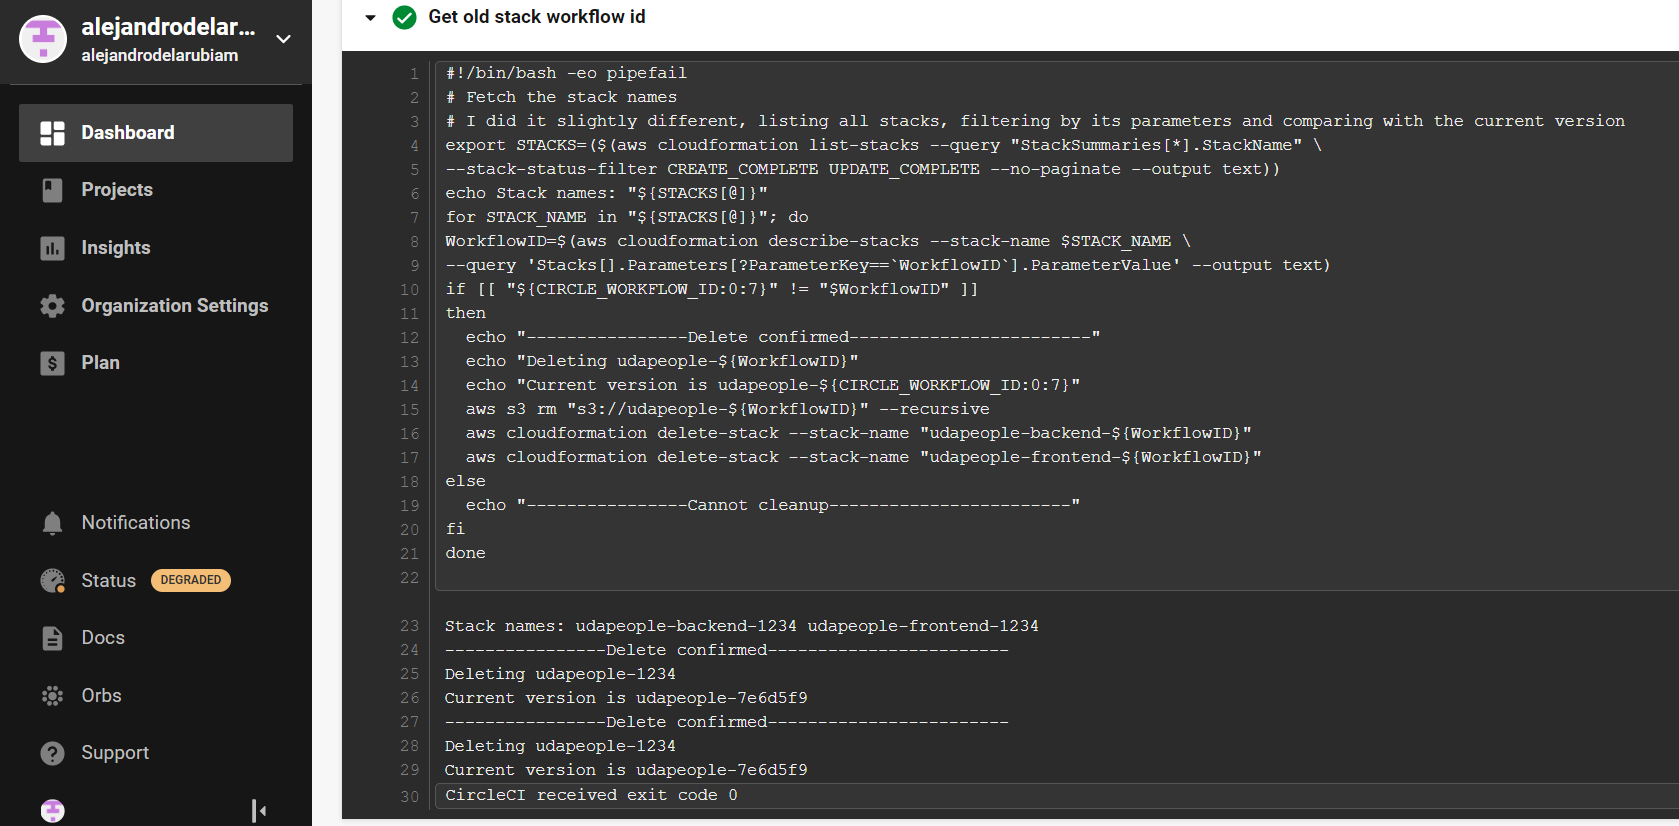 alejandrodelar...
alejandrodelarubiam
Dashboard
Projects
Insights
Organization Settings
Plan
Notifications
Status DEGRADED
Docs
Orbs
Support
Get old stack workflow id
1 #!/bin/bash -eo pipefail
2 # Fetch the stack names
3 # I did it slightly different, listing all stacks, filtering by its parameters and comparing with the current version
4 export STACKS=($(aws cloudformation list-stacks --query "StackSummaries[*].StackName" \
5 --stack-status-filter CREATE_COMPLETE UPDATE_COMPLETE --no-paginate --output text))
6 echo Stack names: "${STACKS[@]}"
7 for STACK_NAME in "${STACKS[@]}"; do
8 WorkflowID=$(aws cloudformation describe-stacks --stack-name $STACK_NAME \
9 --query 'Stacks[].Parameters[?ParameterKey==`WorkflowID`].ParameterValue' --output text)
10 if [[ "${CIRCLE_WORKFLOW_ID:0:7}" != "$WorkflowID" ]]
11 then
12 echo "----------------Delete confirmed------------------------"
13 echo "Deleting udapeople-${WorkflowID}"
14 echo "Current version is udapeople-${CIRCLE_WORKFLOW_ID:0:7}"
15 aws s3 rm "s3://udapeople-${WorkflowID}" --recursive
16 aws cloudformation delete-stack --stack-name "udapeople-backend-${WorkflowID}"
17 aws cloudformation delete-stack --stack-name "udapeople-frontend-${WorkflowID}"
18 else
19 echo "----------------Cannot cleanup------------------------"
20 fi
21 done
22
23 Stack names: udapeople-backend-1234 udapeople-frontend-1234
24 ----------------Delete confirmed------------------------
25 Deleting udapeople-1234
26 Current version is udapeople-7e6d5f9
27 ----------------Delete confirmed------------------------
28 Deleting udapeople-1234
29 Current version is udapeople-7e6d5f9
30 CircleCI received exit code 0